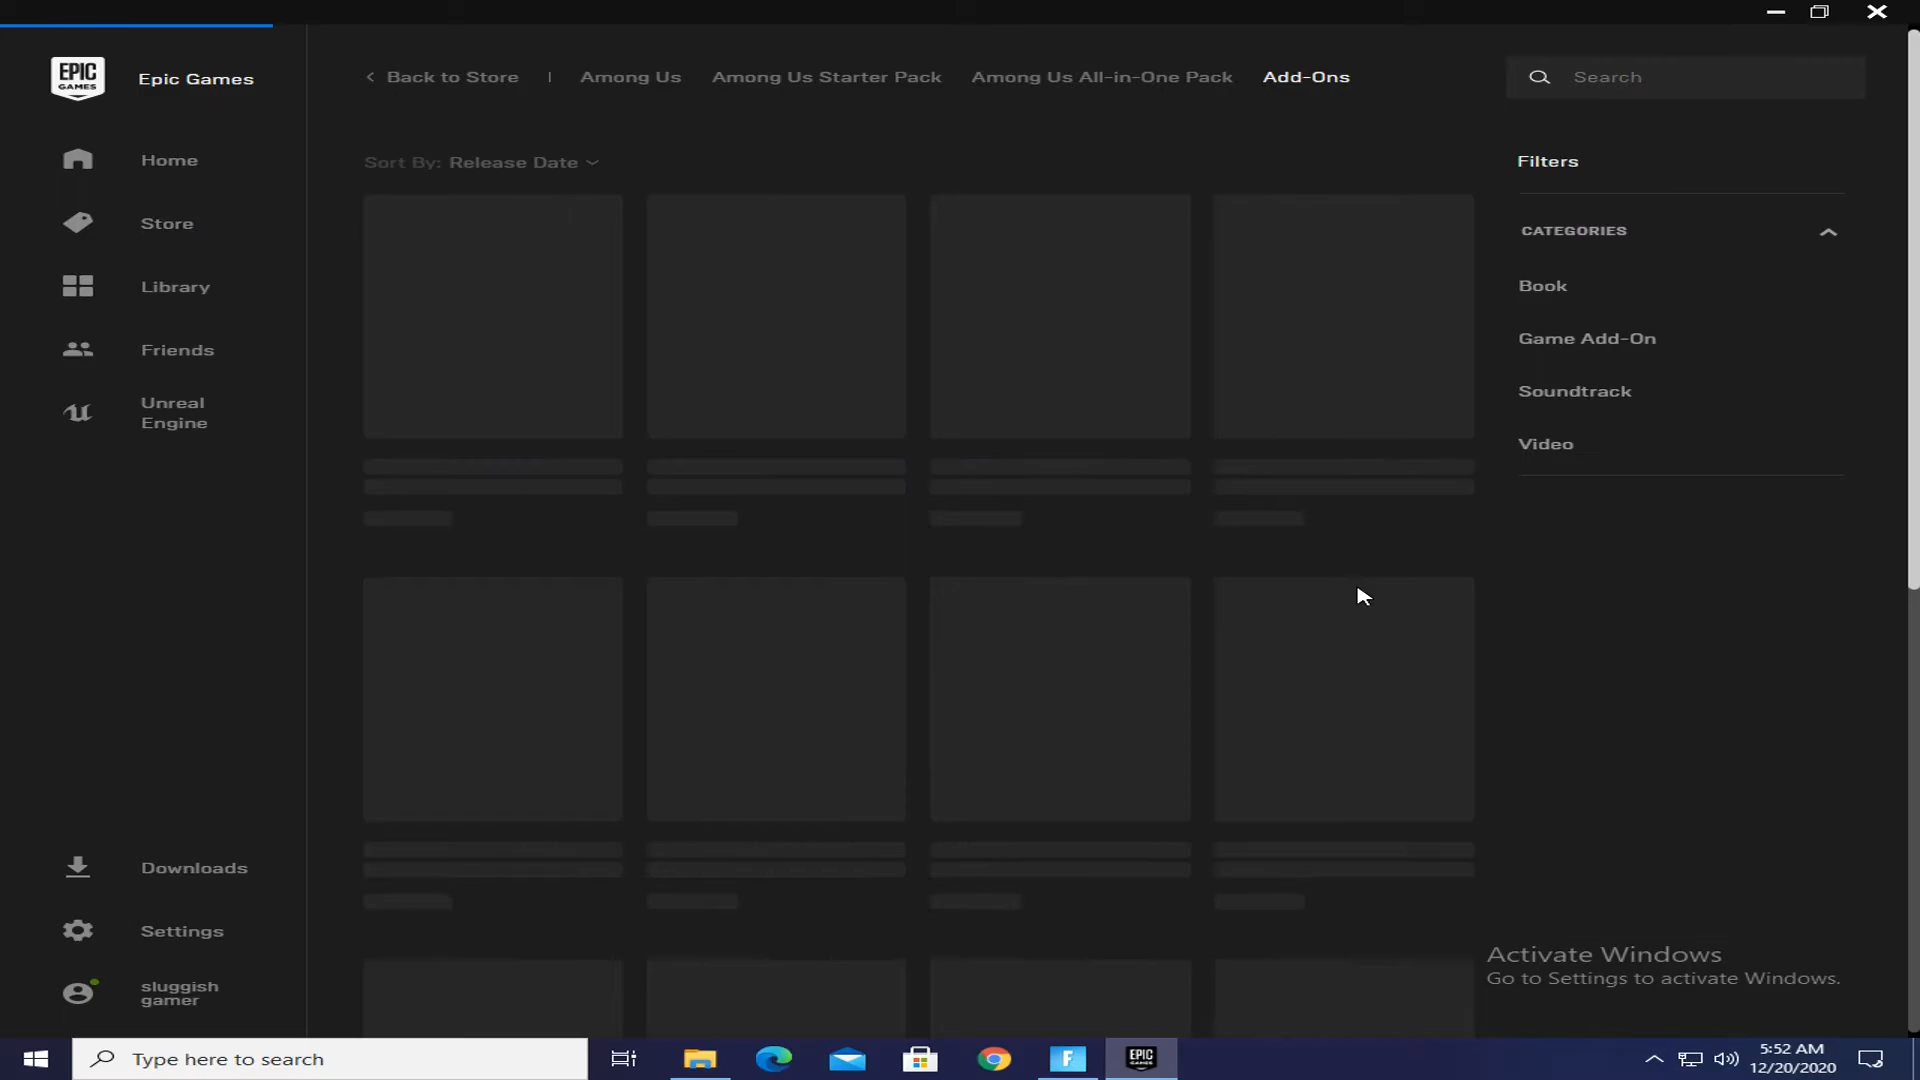 EPIC GAMES
Epic Games
Home
Store
Library
Friends
Unreal
Engine
Downloads
Settings
sluggish
gamer
Back to Store
Among Us
Among Us Starter Pack
Among Us All-in-One Pack
Add-Ons
Search
Sort By: Release Date
Filters
CATEGORIES
Book
Game Add-On
Soundtrack
Video
Activate Windows
Go to Settings to activate Windows.
Type here to search
F
EPIC GAMES
5:52 AM
12/20/2020